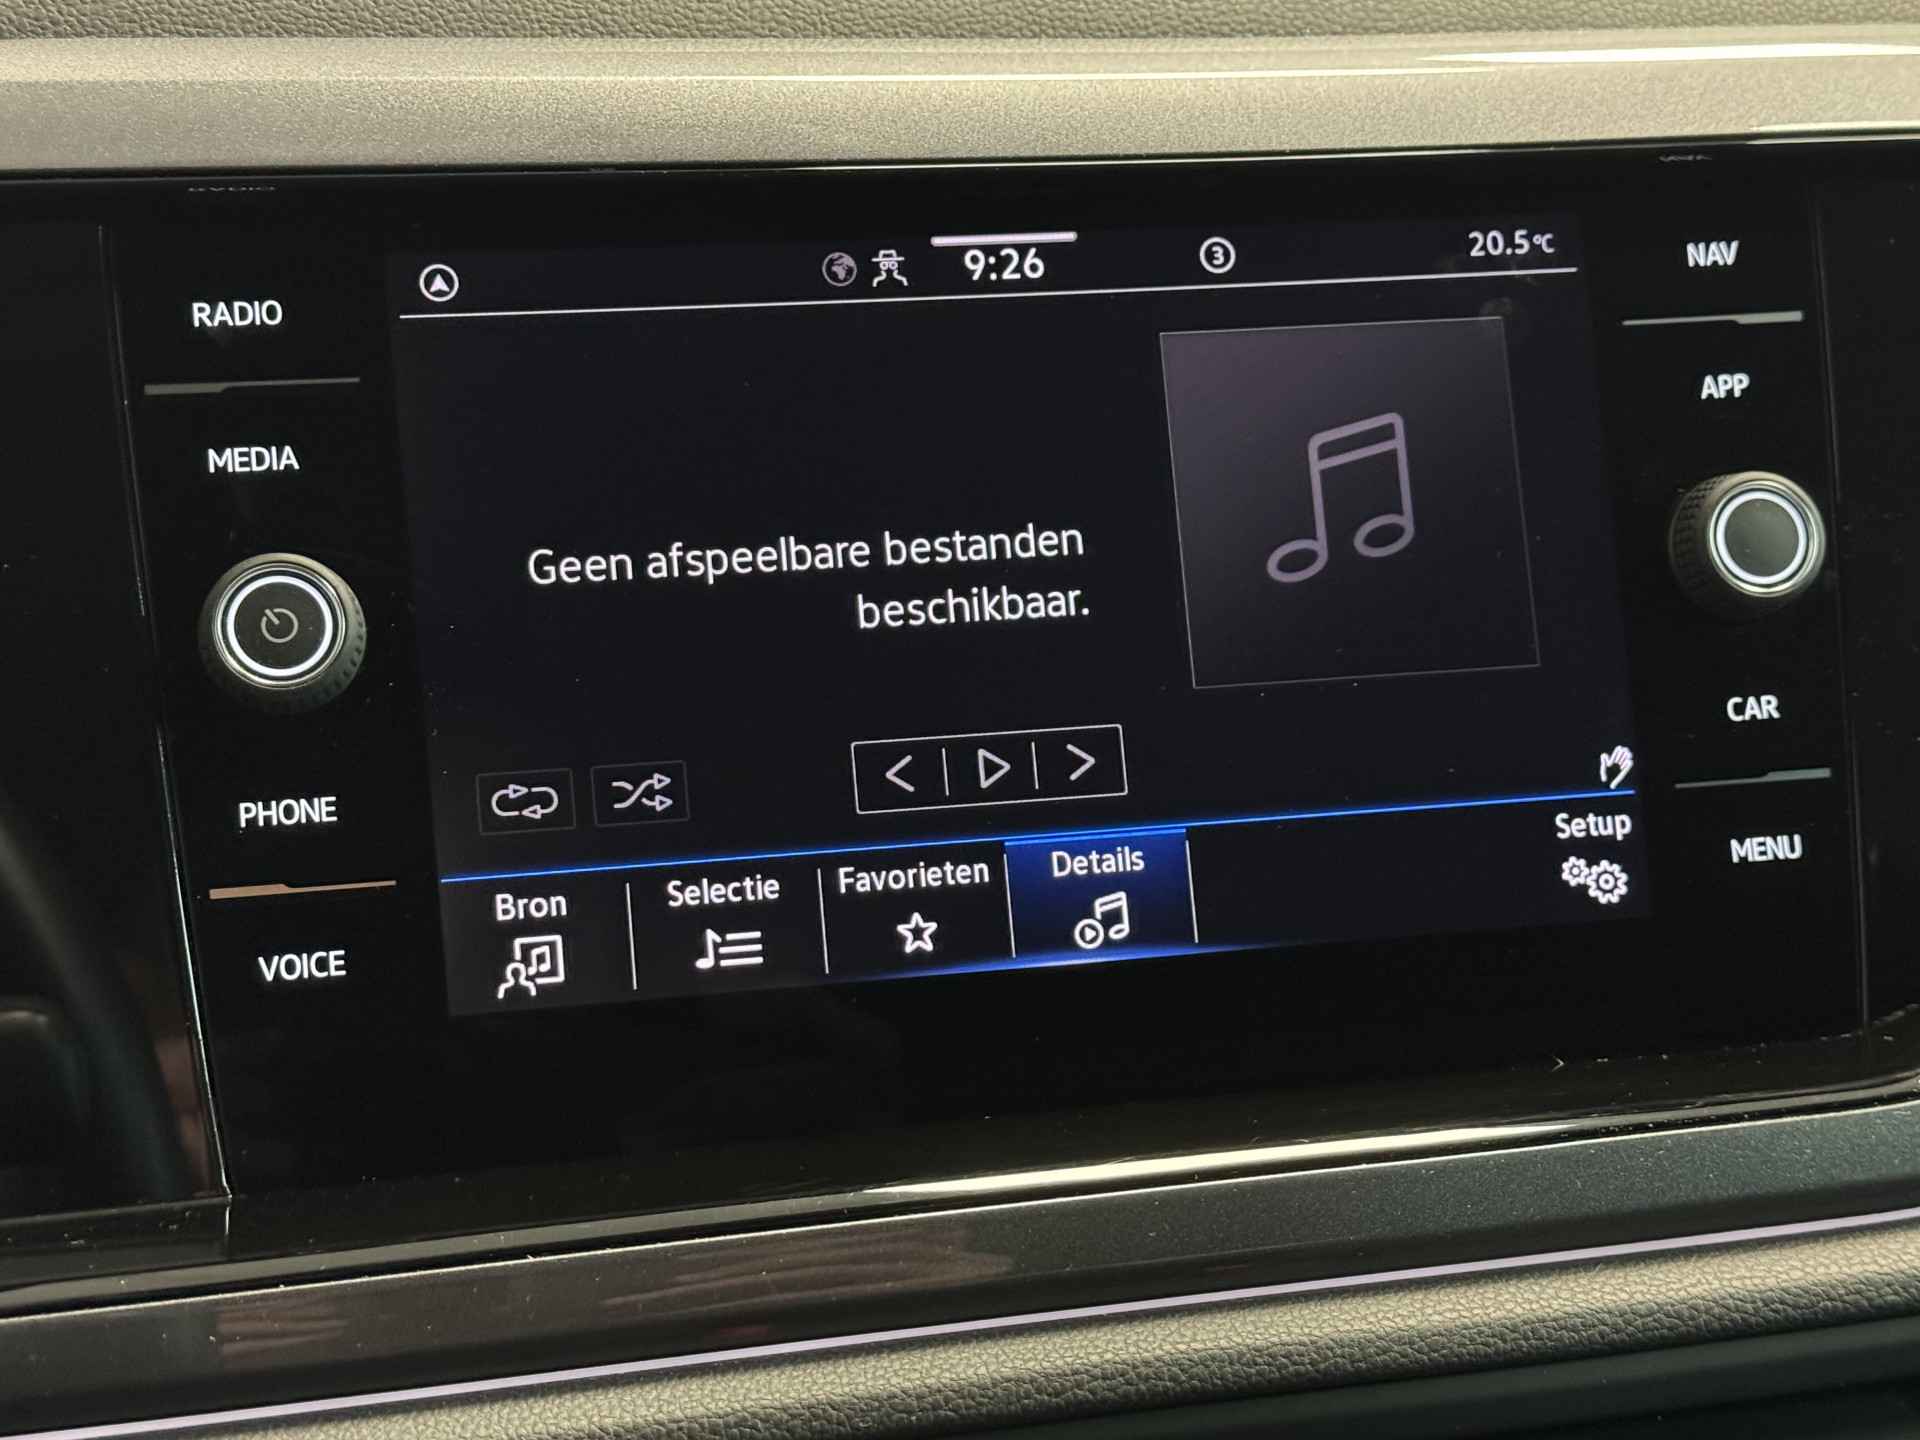 9:26
3
20.5°C
RADIO
MEDIA
PHONE
VOICE
Geen afspeelbare bestanden
beschikbaar.
Bron
Selectie
Favorieten
Details
Setup
NAV
APP
CAR
MENU